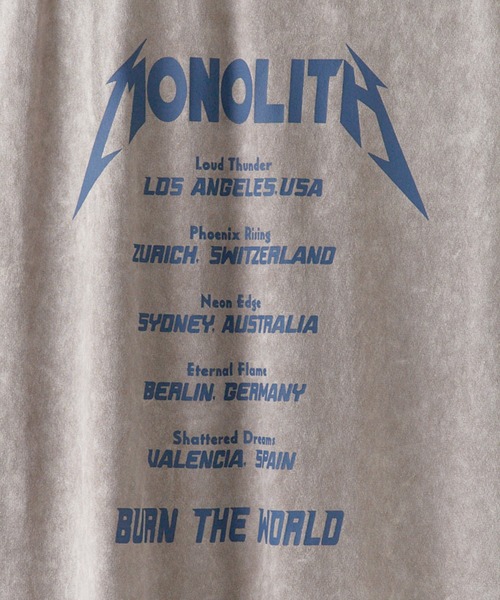 MONOLITH
Loud Thunder
LOS ANGELES.USA
Phoenix Rising
ZURICH, SWITZERLAND
Neon Edge
SYDNEY, AUSTRALIA
Eternal Flame
BERLIN, GERMANY
Shattered Dreams
VALENCIA, SPAIN
BURN THE WORLD